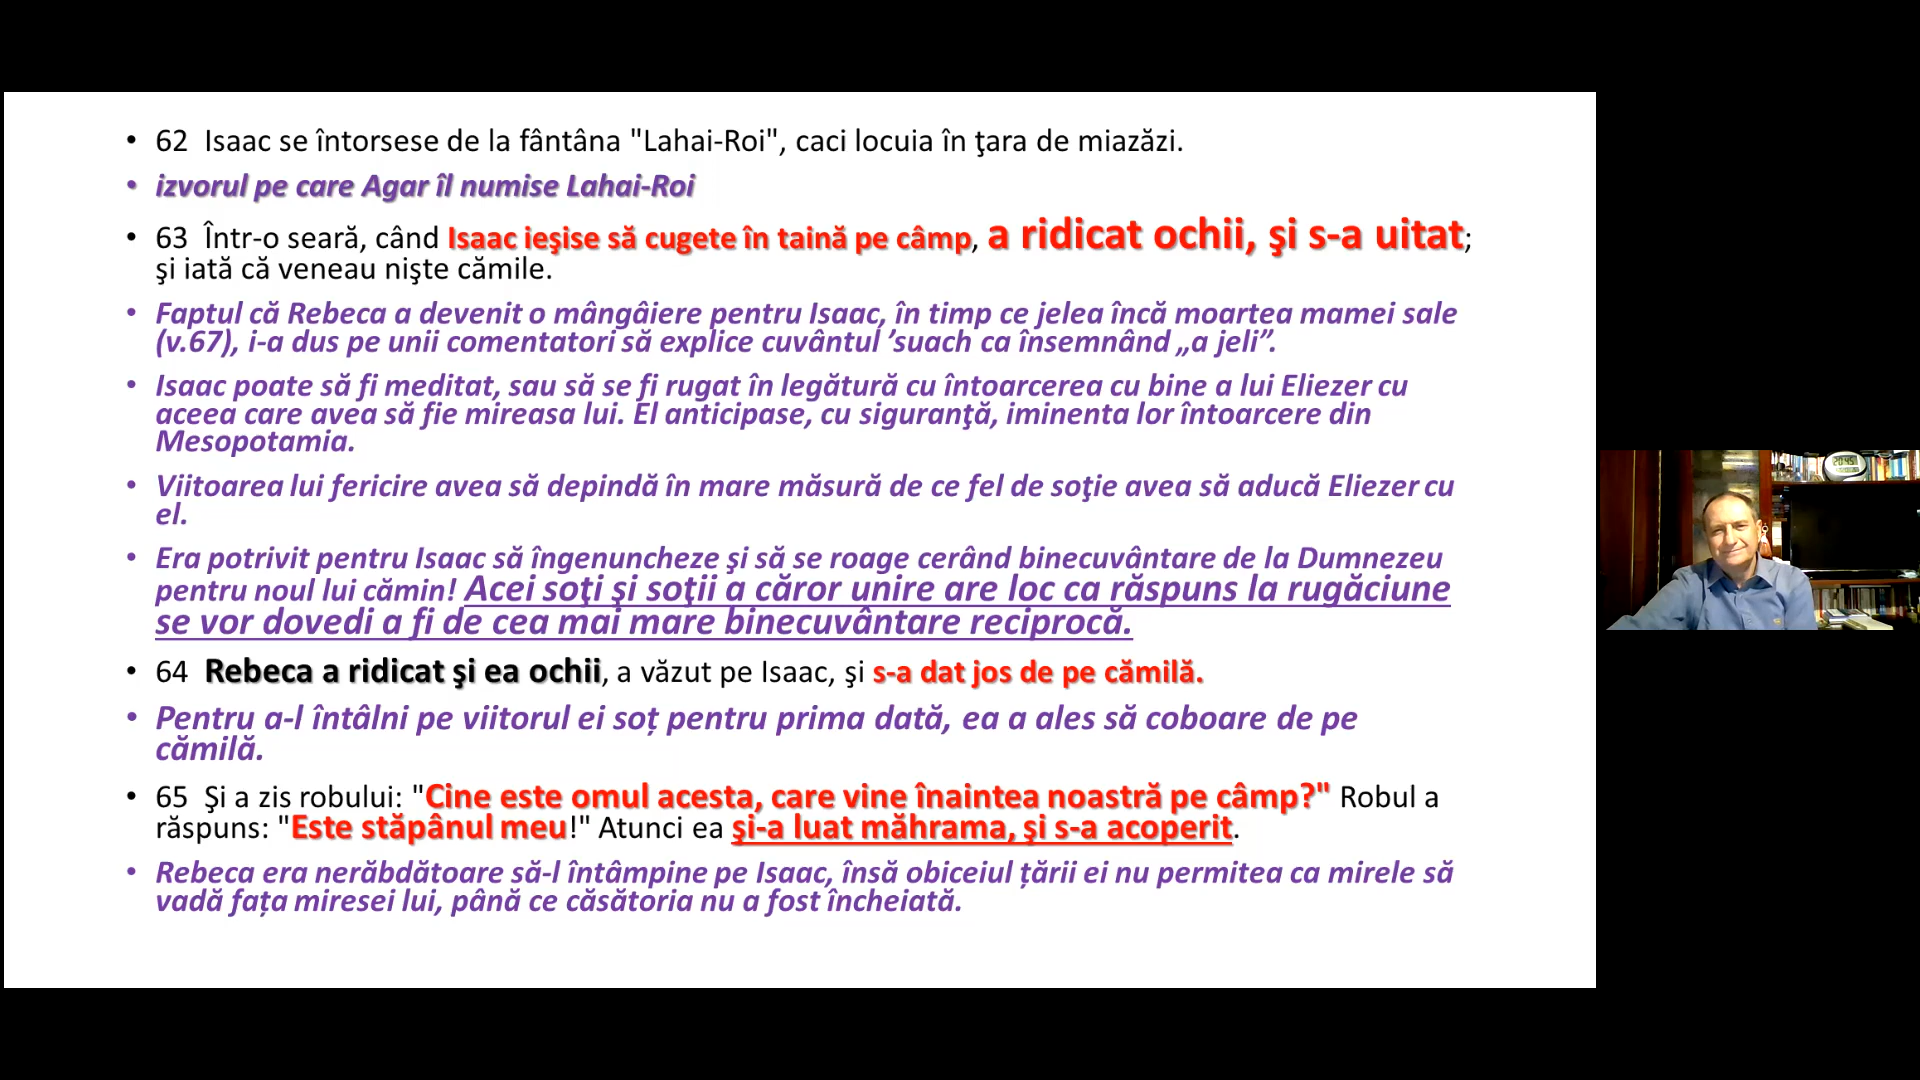 • 62 Isaac se întorsese de la fântâna "Lahai-Roi", caci locuia în ţara de miazăzi.
• izvorul pe care Agar îl numise Lahai-Roi
• 63 Într-o seară, când Isaac ieşise să cugete în taină pe câmp, a ridicat ochii, şi s-a uitat;
şi iată că veneau nişte cămile.
• Faptul că Rebeca a devenit o mângâiere pentru Isaac, în timp ce jelea încă moartea mamei sale
(v.67), i-a dus pe unii comentatori să explice cuvântul ’suach ca însemnând „a jeli”.
• Isaac poate să fi meditat, sau să se fi rugat în legătură cu întoarcerea cu bine a lui Eliezer cu
aceea care avea să fie mireasa lui. El anticipase, cu siguranţă, iminenta lor întoarcere din
Mesopotamia.
• Viitoarea lui fericire avea să depindă în mare măsură de ce fel de soţie avea să aducă Eliezer cu
el.
• Era potrivit pentru Isaac să îngenuncheze şi să se roage cerând binecuvântare de la Dumnezeu
pentru noul lui cămin! Acei soţi şi soţii a căror unire are loc ca răspuns la rugăciune
se vor dovedi a fi de cea mai mare binecuvântare reciprocă.
• 64 Rebeca a ridicat şi ea ochii, a văzut pe Isaac, şi s-a dat jos de pe cămilă.
• Pentru a-l întâlni pe viitorul ei soț pentru prima dată, ea a ales să coboare de pe
cămilă.
• 65 Şi a zis robului: "Cine este omul acesta, care vine înaintea noastră pe câmp?" Robul a
răspuns: "Este stăpânul meu!" Atunci ea şi-a luat măhrama, şi s-a acoperit.
• Rebeca era nerăbdătoare să-l întâmpine pe Isaac, însă obiceiul țării ei nu permitea ca mirele să
vadă fața miresei lui, până ce căsătoria nu a fost încheiată.
20:45